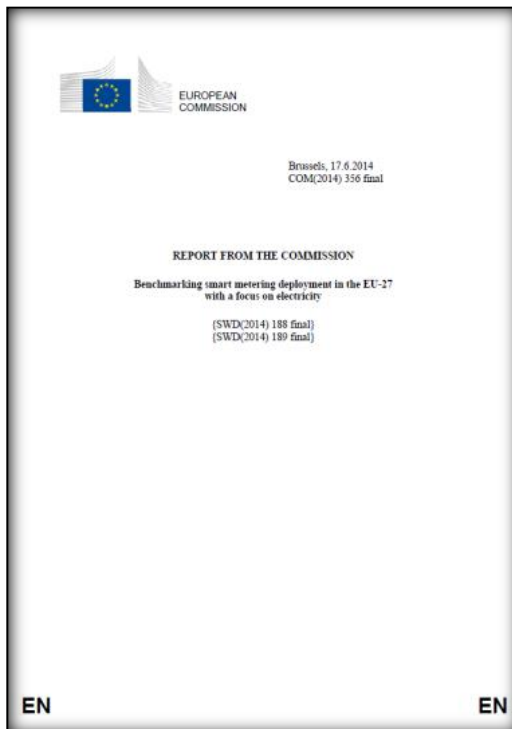 EUROPEAN
COMMISSION
Brussels, 17.6.2014
COM(2014) 356 final
REPORT FROM THE COMMISSION
Benchmarking smart metering deployment in the EU-27
with a focus on electricity
{SWD(2014) 188 final}
{SWD(2014) 189 final}
EN EN